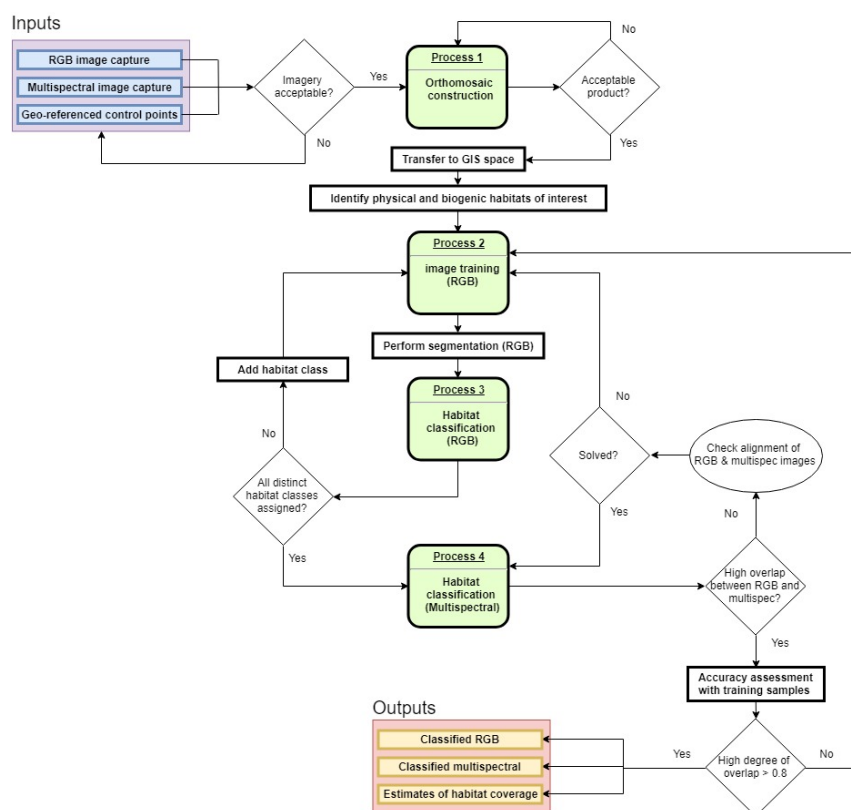 Inputs
RGB image capture
Multispectral image capture
Geo-referenced control points
Imagery
acceptable?
Yes
No
Process 1
Orthomosaic
construction
No
Acceptable
product?
Yes
Transfer to GIS space
Identify physical and biogenic habitats of interest
Process 2
image training
(RGB)
Perform segmentation (RGB)
Add habitat class
Process 3
Habitat
classification
(RGB)
No
All distinct
habitat classes
assigned?
Yes
No
Solved?
Yes
Check alignment of
RGB & multispec images
No
Process 4
Habitat
classification
(Multispectral)
High overlap
between RGB and
multispec?
Yes
Accuracy assessment
with training samples
High degree of
overlap > 0.8
Yes
No
Outputs
Classified RGB
Classified multispectral
Estimates of habitat coverage